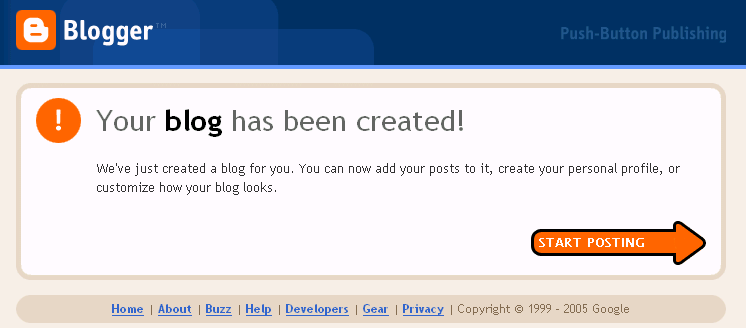 Blogger™
Push-Button Publishing
!
Your blog has been created!
We've just created a blog for you. You can now add your posts to it, create your personal profile, or
customize how your blog looks.
START POSTING
Home | About | Buzz | Help | Developers | Gear | Privacy | Copyright © 1999 - 2005 Google